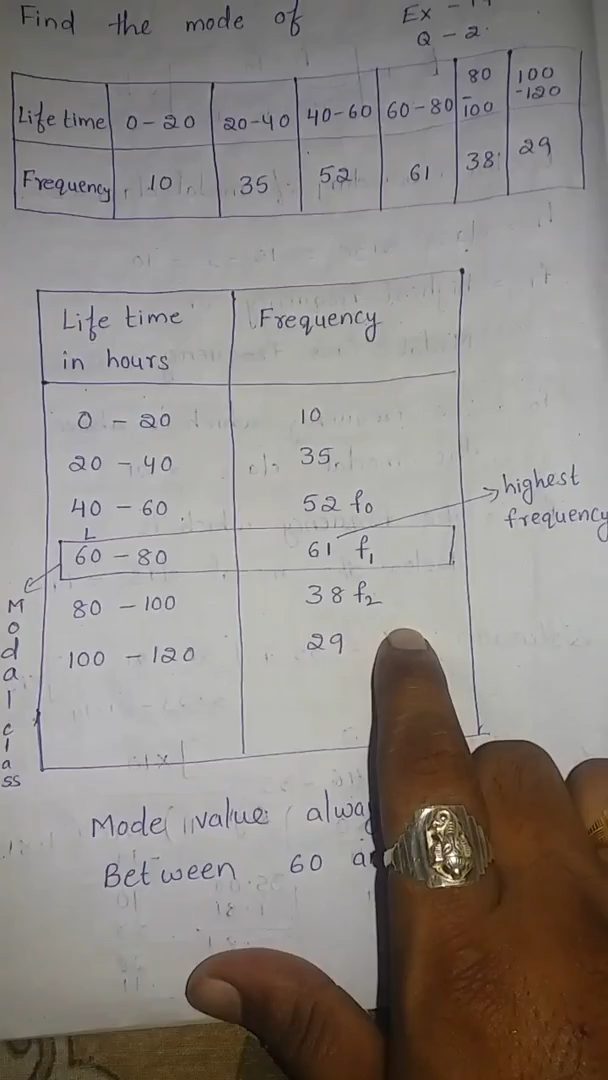 Find the mode of
Q - 2.
Life time 0 - 20 20-40 40-60 60-80 80-100 100-120
Frequency 10 35 52 61 38 29
Life time in hours Frequency
0 - 20 10
20 - 40 35
40 - 60 52 f₀
L
60 - 80 61 f₁
highest
frequency
80 - 100 38 f₂
100 - 120 29
Modal class
Mode value
Between 60